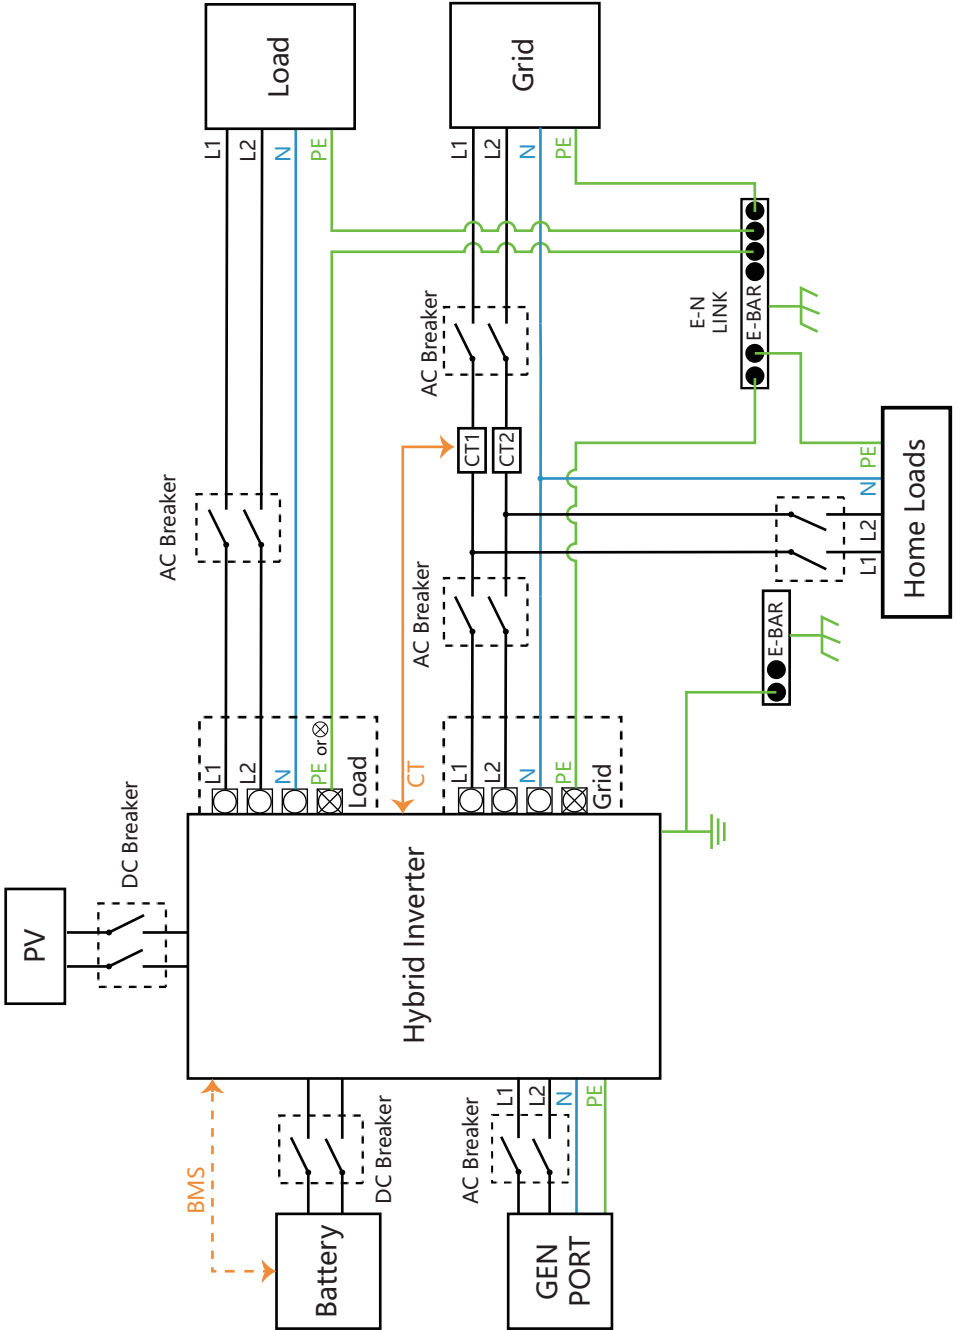 PV
DC Breaker
BMS
Battery
DC Breaker
GEN
PORT
AC Breaker
L1
L2
N
PE
Hybrid Inverter
L1
L2
N
PE or
Load
AC Breaker
L1
L2
N
PE
Load
CT
L1
L2
N
PE
Grid
AC Breaker
CT1
CT2
AC Breaker
L1
L2
N
PE
Grid
E-BAR
E-N
LINK
E-BAR
L1
L2
N
PE
Home Loads